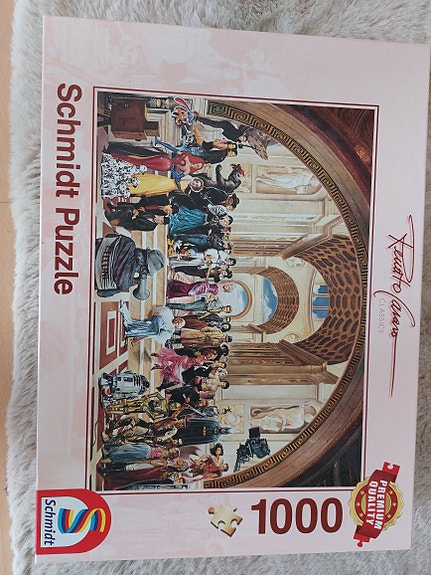 Schmidt Puzzle
Renato Casaro
CLASSICS
PREMIUM
QUALITY
1000
Schmidt